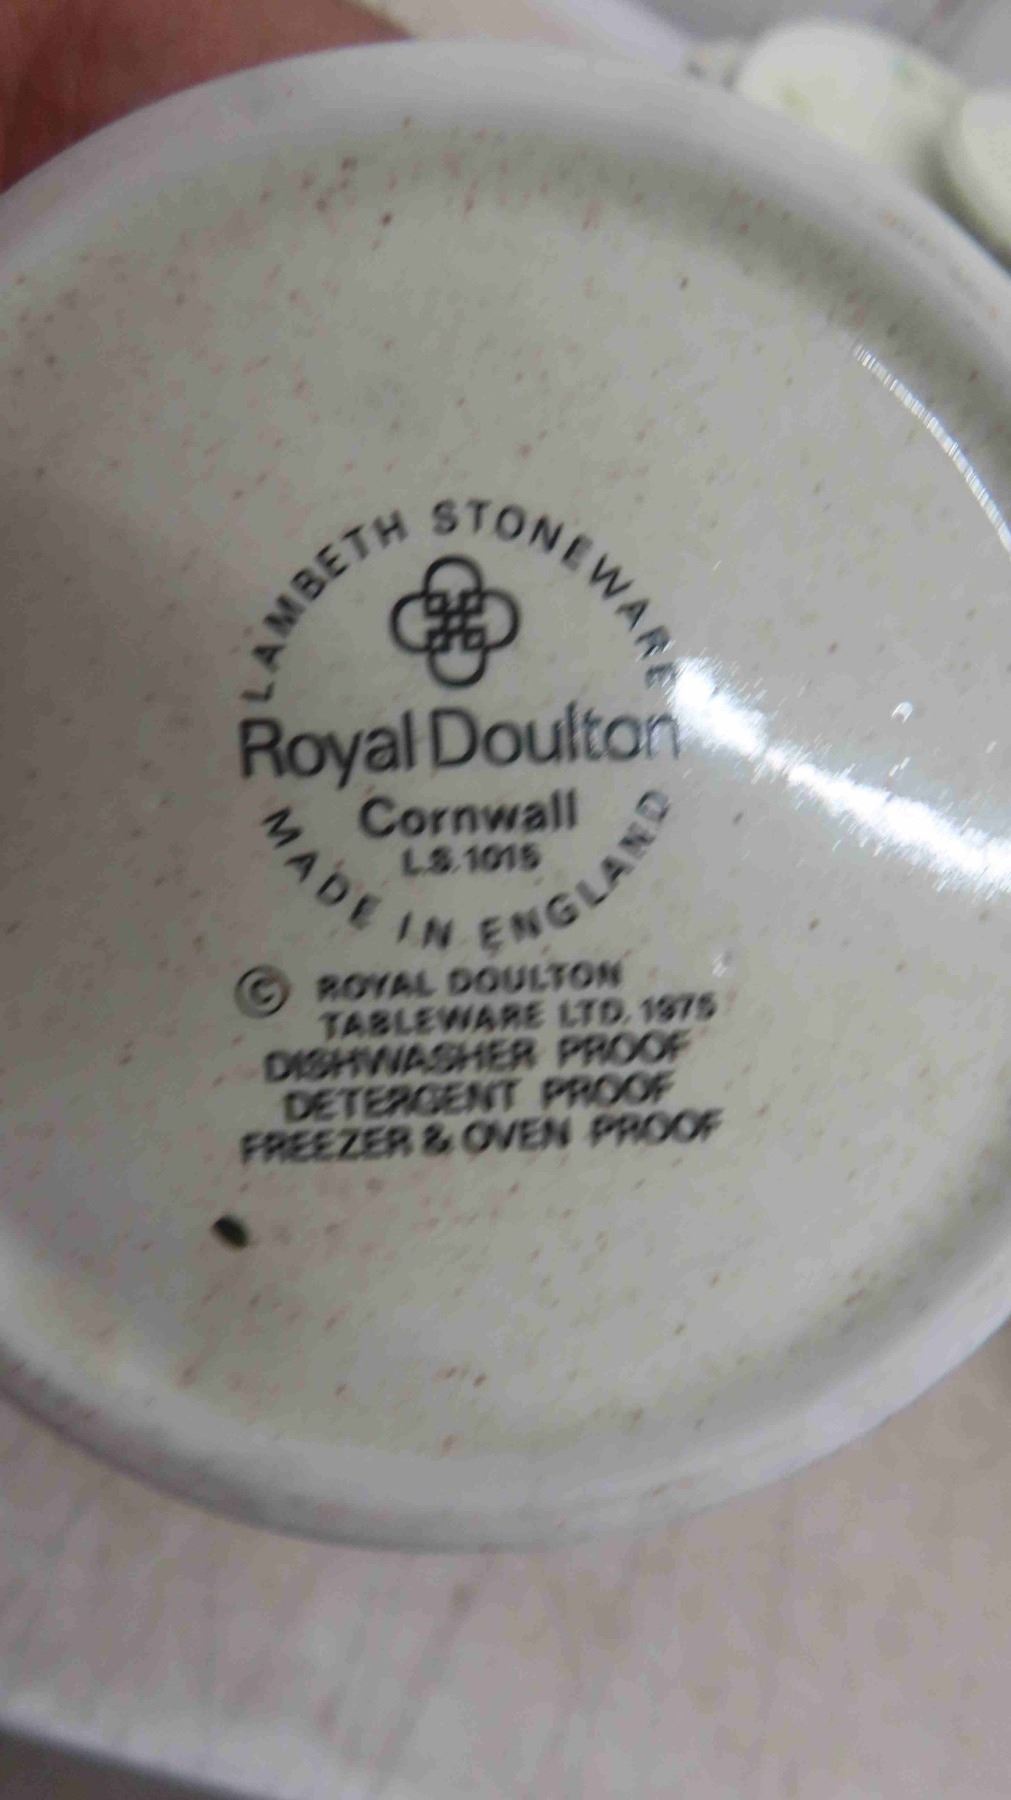 LAMBETH STONEWARE
Royal Doulton
Cornwall
L.S. 1015
MADE IN ENGLAND
© ROYAL DOULTON
TABLEWARE LTD. 1975
DISHWASHER PROOF
DETERGENT PROOF
FREEZER & OVEN PROOF